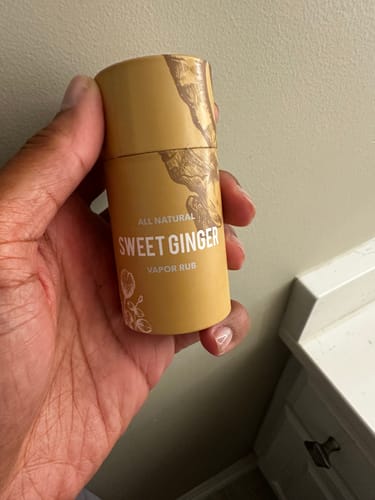 ALL NATURAL
SWEET GINGER
VAPOR RUB